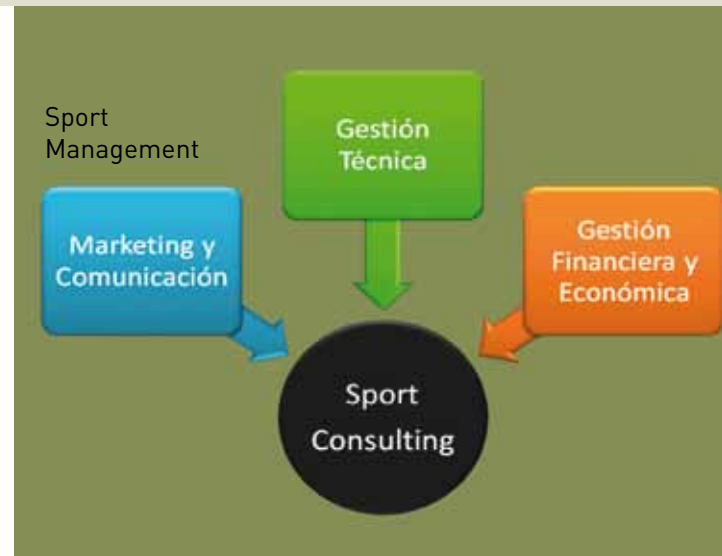 Sport
Management
Gestión
Técnica
Marketing y
Comunicación
Gestión
Financiera y
Económica
Sport
Consulting